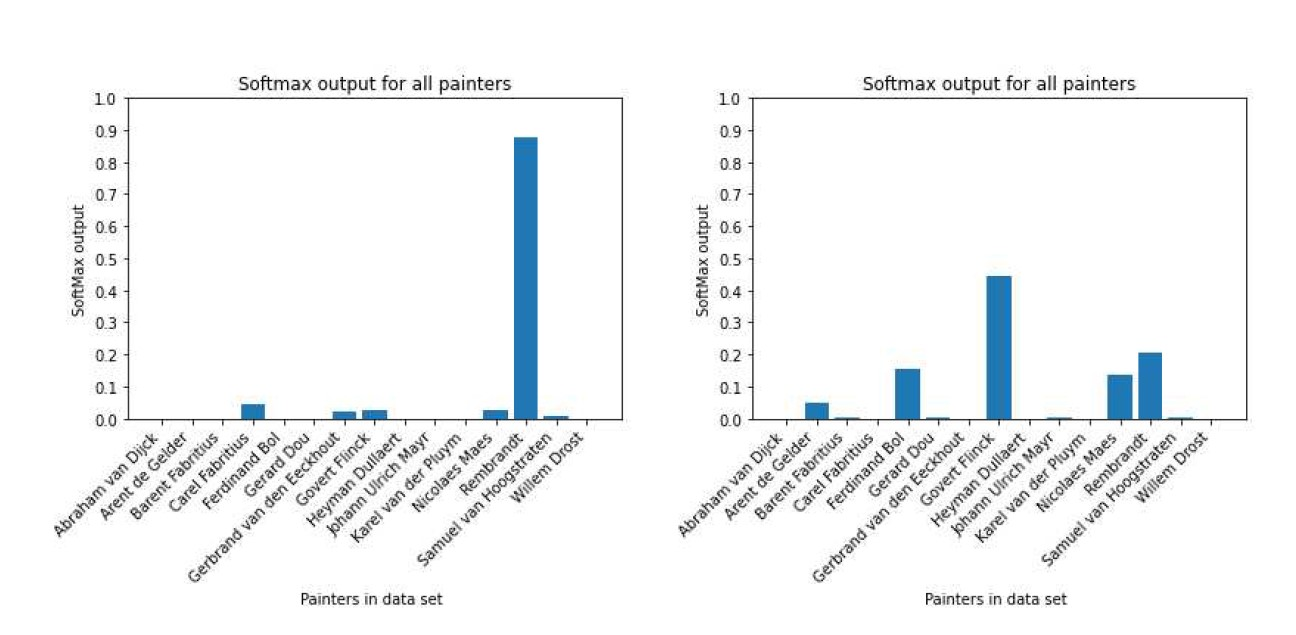 Softmax output for all painters
1.0
0.9
0.8
0.7
0.6
0.5
0.4
0.3
0.2
0.1
0.0
SoftMax output
Abraham van Dijck
Arent de Gelder
Barent Fabritius
Carel Fabritius
Ferdinand Bol
Gerard Dou
Gerbrand van den Eeckhout
Govert Flinck
Heyman Dullaert
Johann Ulrich Mayr
Karel van der Pluym
Nicolaes Maes
Rembrandt
Samuel van Hoogstraten
Willem Drost
Painters in data set
Softmax output for all painters
1.0
0.9
0.8
0.7
0.6
0.5
0.4
0.3
0.2
0.1
0.0
SoftMax output
Abraham van Dijck
Arent de Gelder
Barent Fabritius
Carel Fabritius
Ferdinand Bol
Gerard Dou
Gerbrand van den Eeckhout
Govert Flinck
Heyman Dullaert
Johann Ulrich Mayr
Karel van der Pluym
Nicolaes Maes
Rembrandt
Samuel van Hoogstraten
Willem Drost
Painters in data set